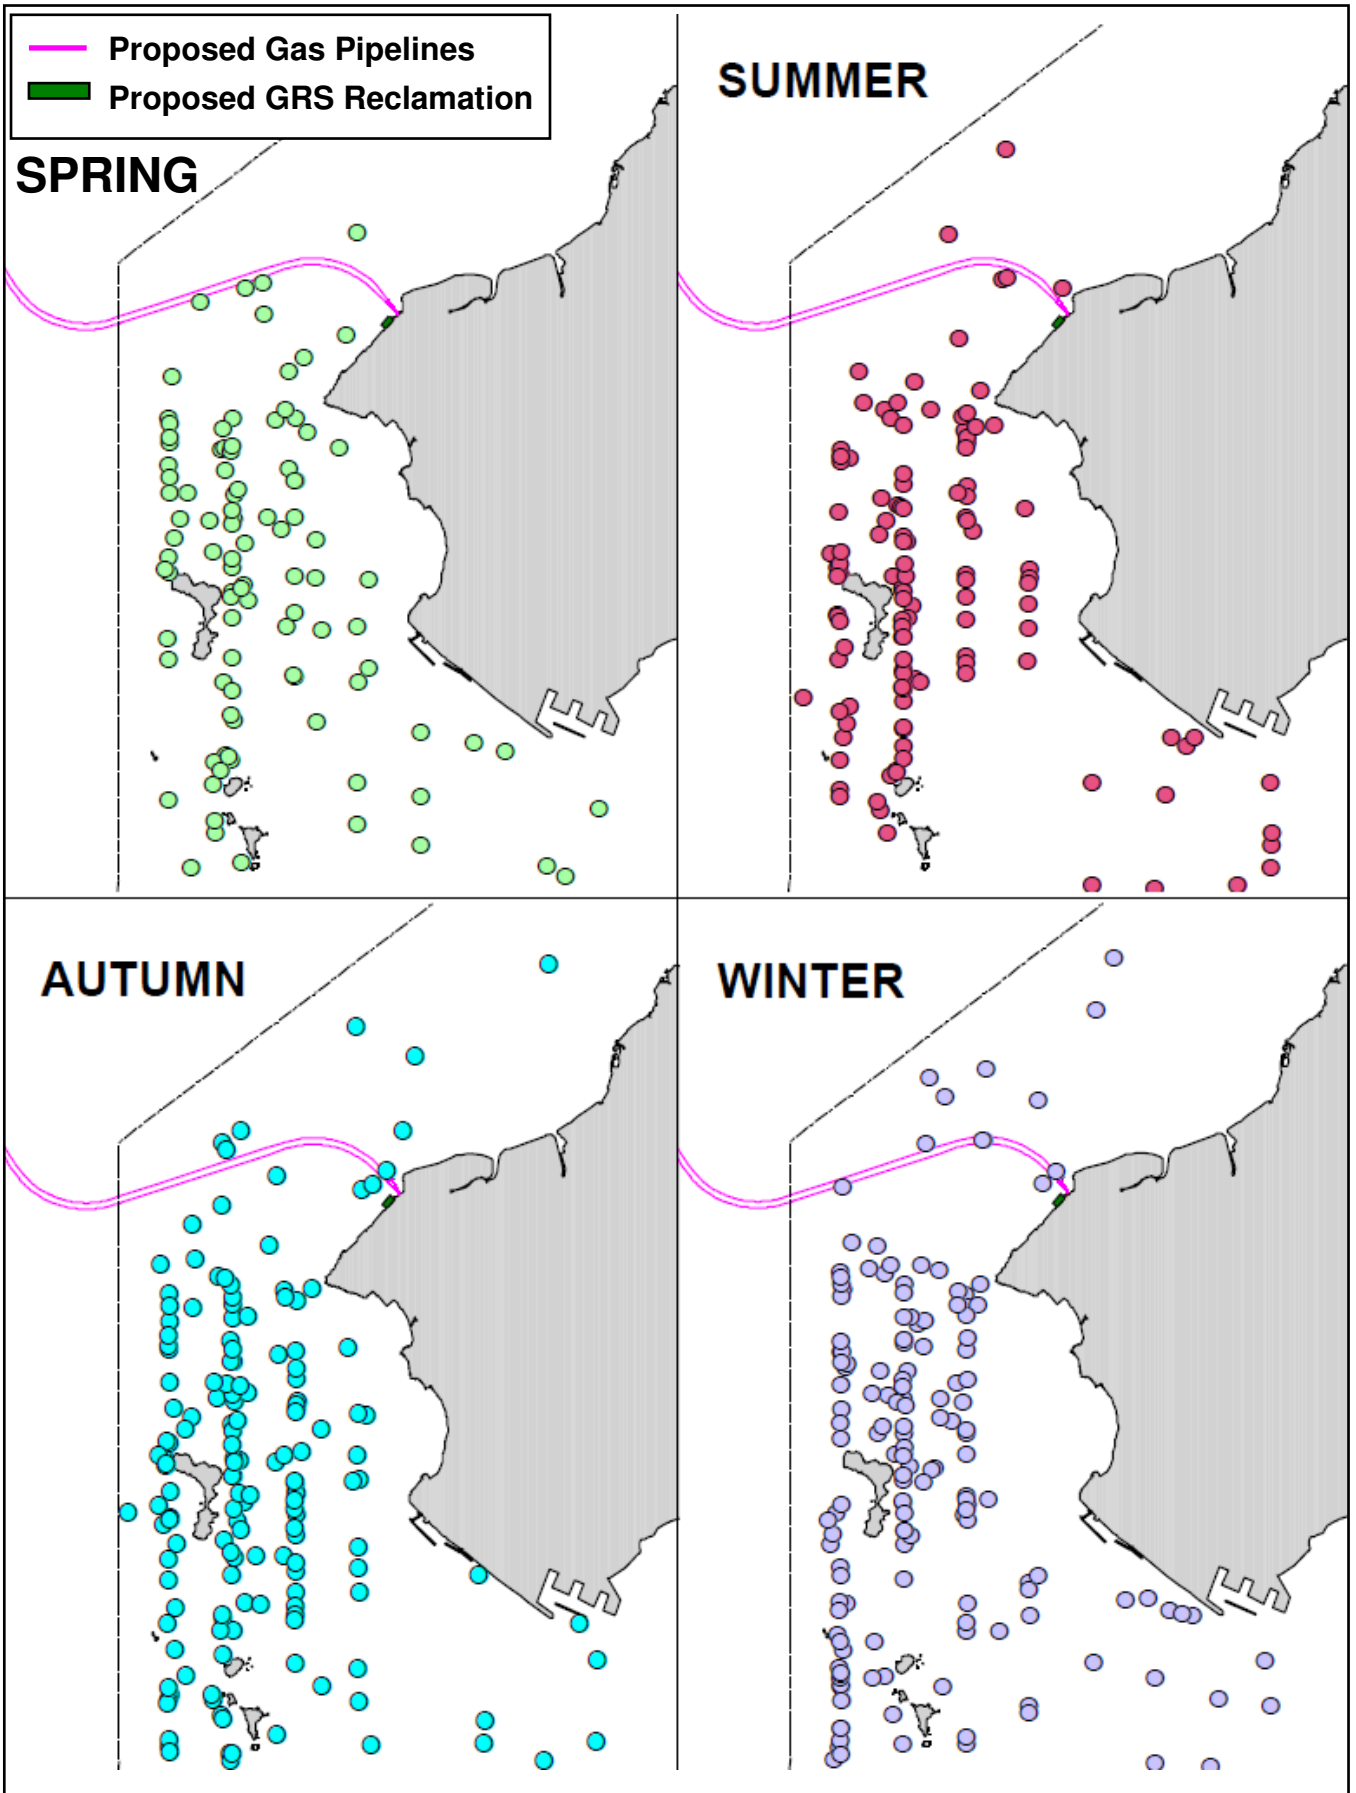 Proposed Gas Pipelines
Proposed GRS Reclamation
SPRING
SUMMER
AUTUMN
WINTER